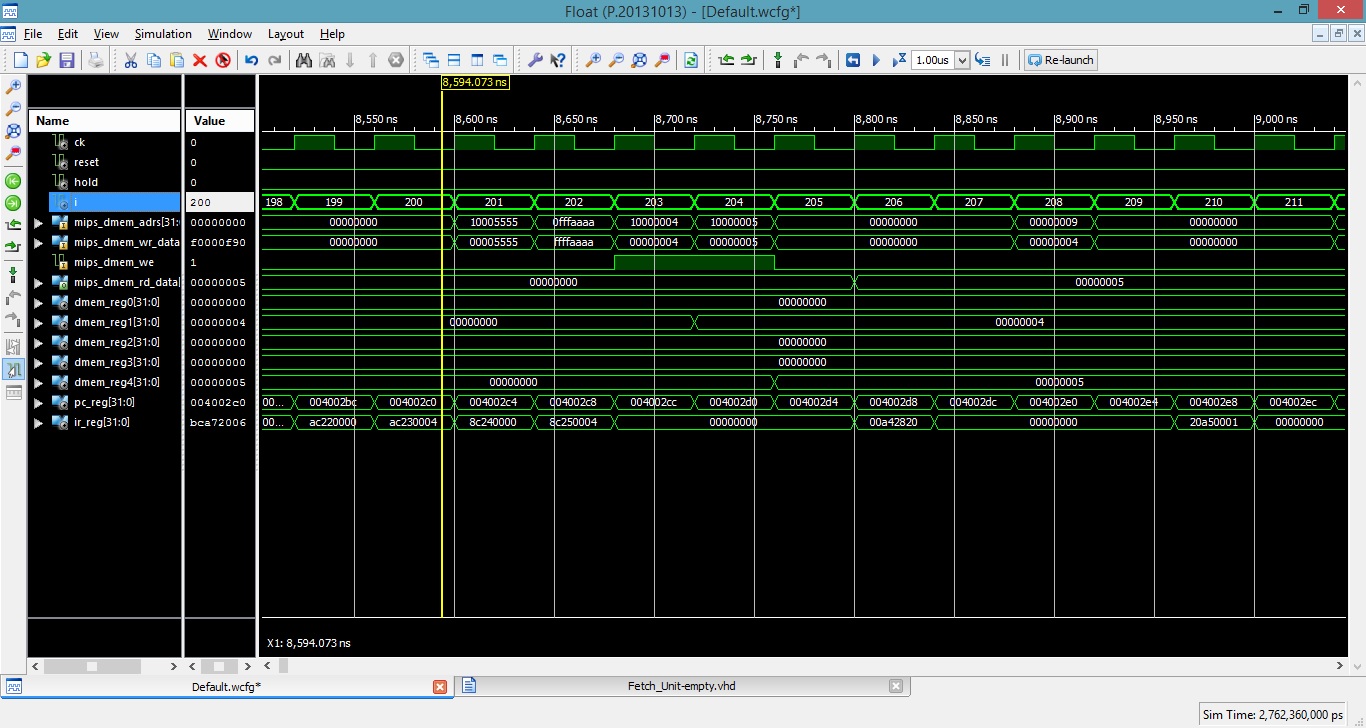 Float (P.20131013) - [Default.wcfg*]
File Edit View Simulation Window Layout Help
1.00us Re-launch
8,594.073 ns
Name Value
8,550 ns 8,600 ns 8,650 ns 8,700 ns 8,750 ns 8,800 ns 8,850 ns 8,900 ns 8,950 ns 9,000 ns
ck 0
reset 0
hold 0
i 200 198 199 200 201 202 203 204 205 206 207 208 209 210 211
mips_dmem_adrs[31: 00000000 00000000 10005555 0fffaaaa 10000004 10000005 00000000 00000009 00000000
mips_dmem_wr_data f0000f90 00000000 00005555 ffffaaaa 00000004 00000005 00000000 00000004 00000000
mips_dmem_we 1
mips_dmem_rd_data[ 00000005 00000000 00000005
dmem_reg0[31:0] 00000000 00000000
dmem_reg1[31:0] 00000004 00000000 00000004
dmem_reg2[31:0] 00000000 00000000
dmem_reg3[31:0] 00000000 00000000
dmem_reg4[31:0] 00000005 00000000 00000005
pc_reg[31:0] 004002c0 00... 004002bc 004002c0 004002c4 004002c8 004002cc 004002d0 004002d4 004002d8 004002dc 004002e0 004002e4 004002e8 004002ec
ir_reg[31:0] bca72006 00... ac220000 ac230004 8c240000 8c250004 00000000 00a42820 00000000 20a50001 00000000
X1: 8,594.073 ns
Default.wcfg* Fetch_Unit-empty.vhd
Sim Time: 2,762,360,000 ps